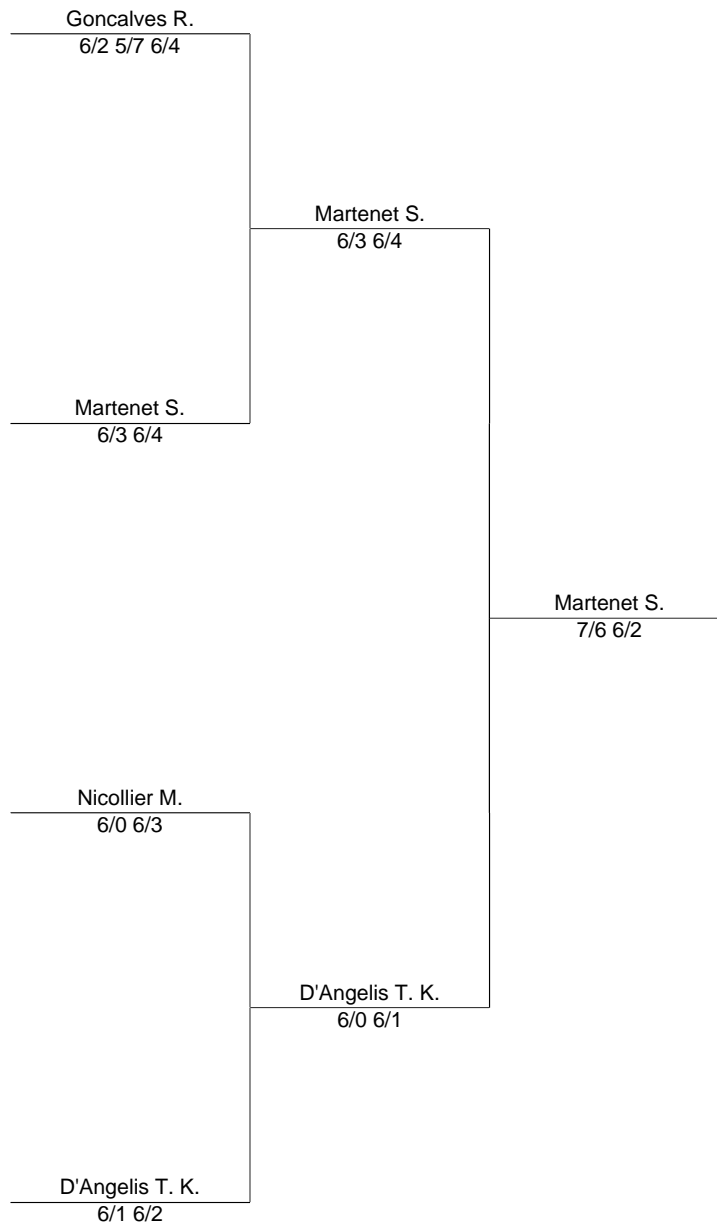 Goncalves R.
6/2 5/7 6/4
Martenet S.
6/3 6/4
Martenet S.
6/3 6/4
Martenet S.
7/6 6/2
Nicollier M.
6/0 6/3
D'Angelis T. K.
6/0 6/1
D'Angelis T. K.
6/1 6/2